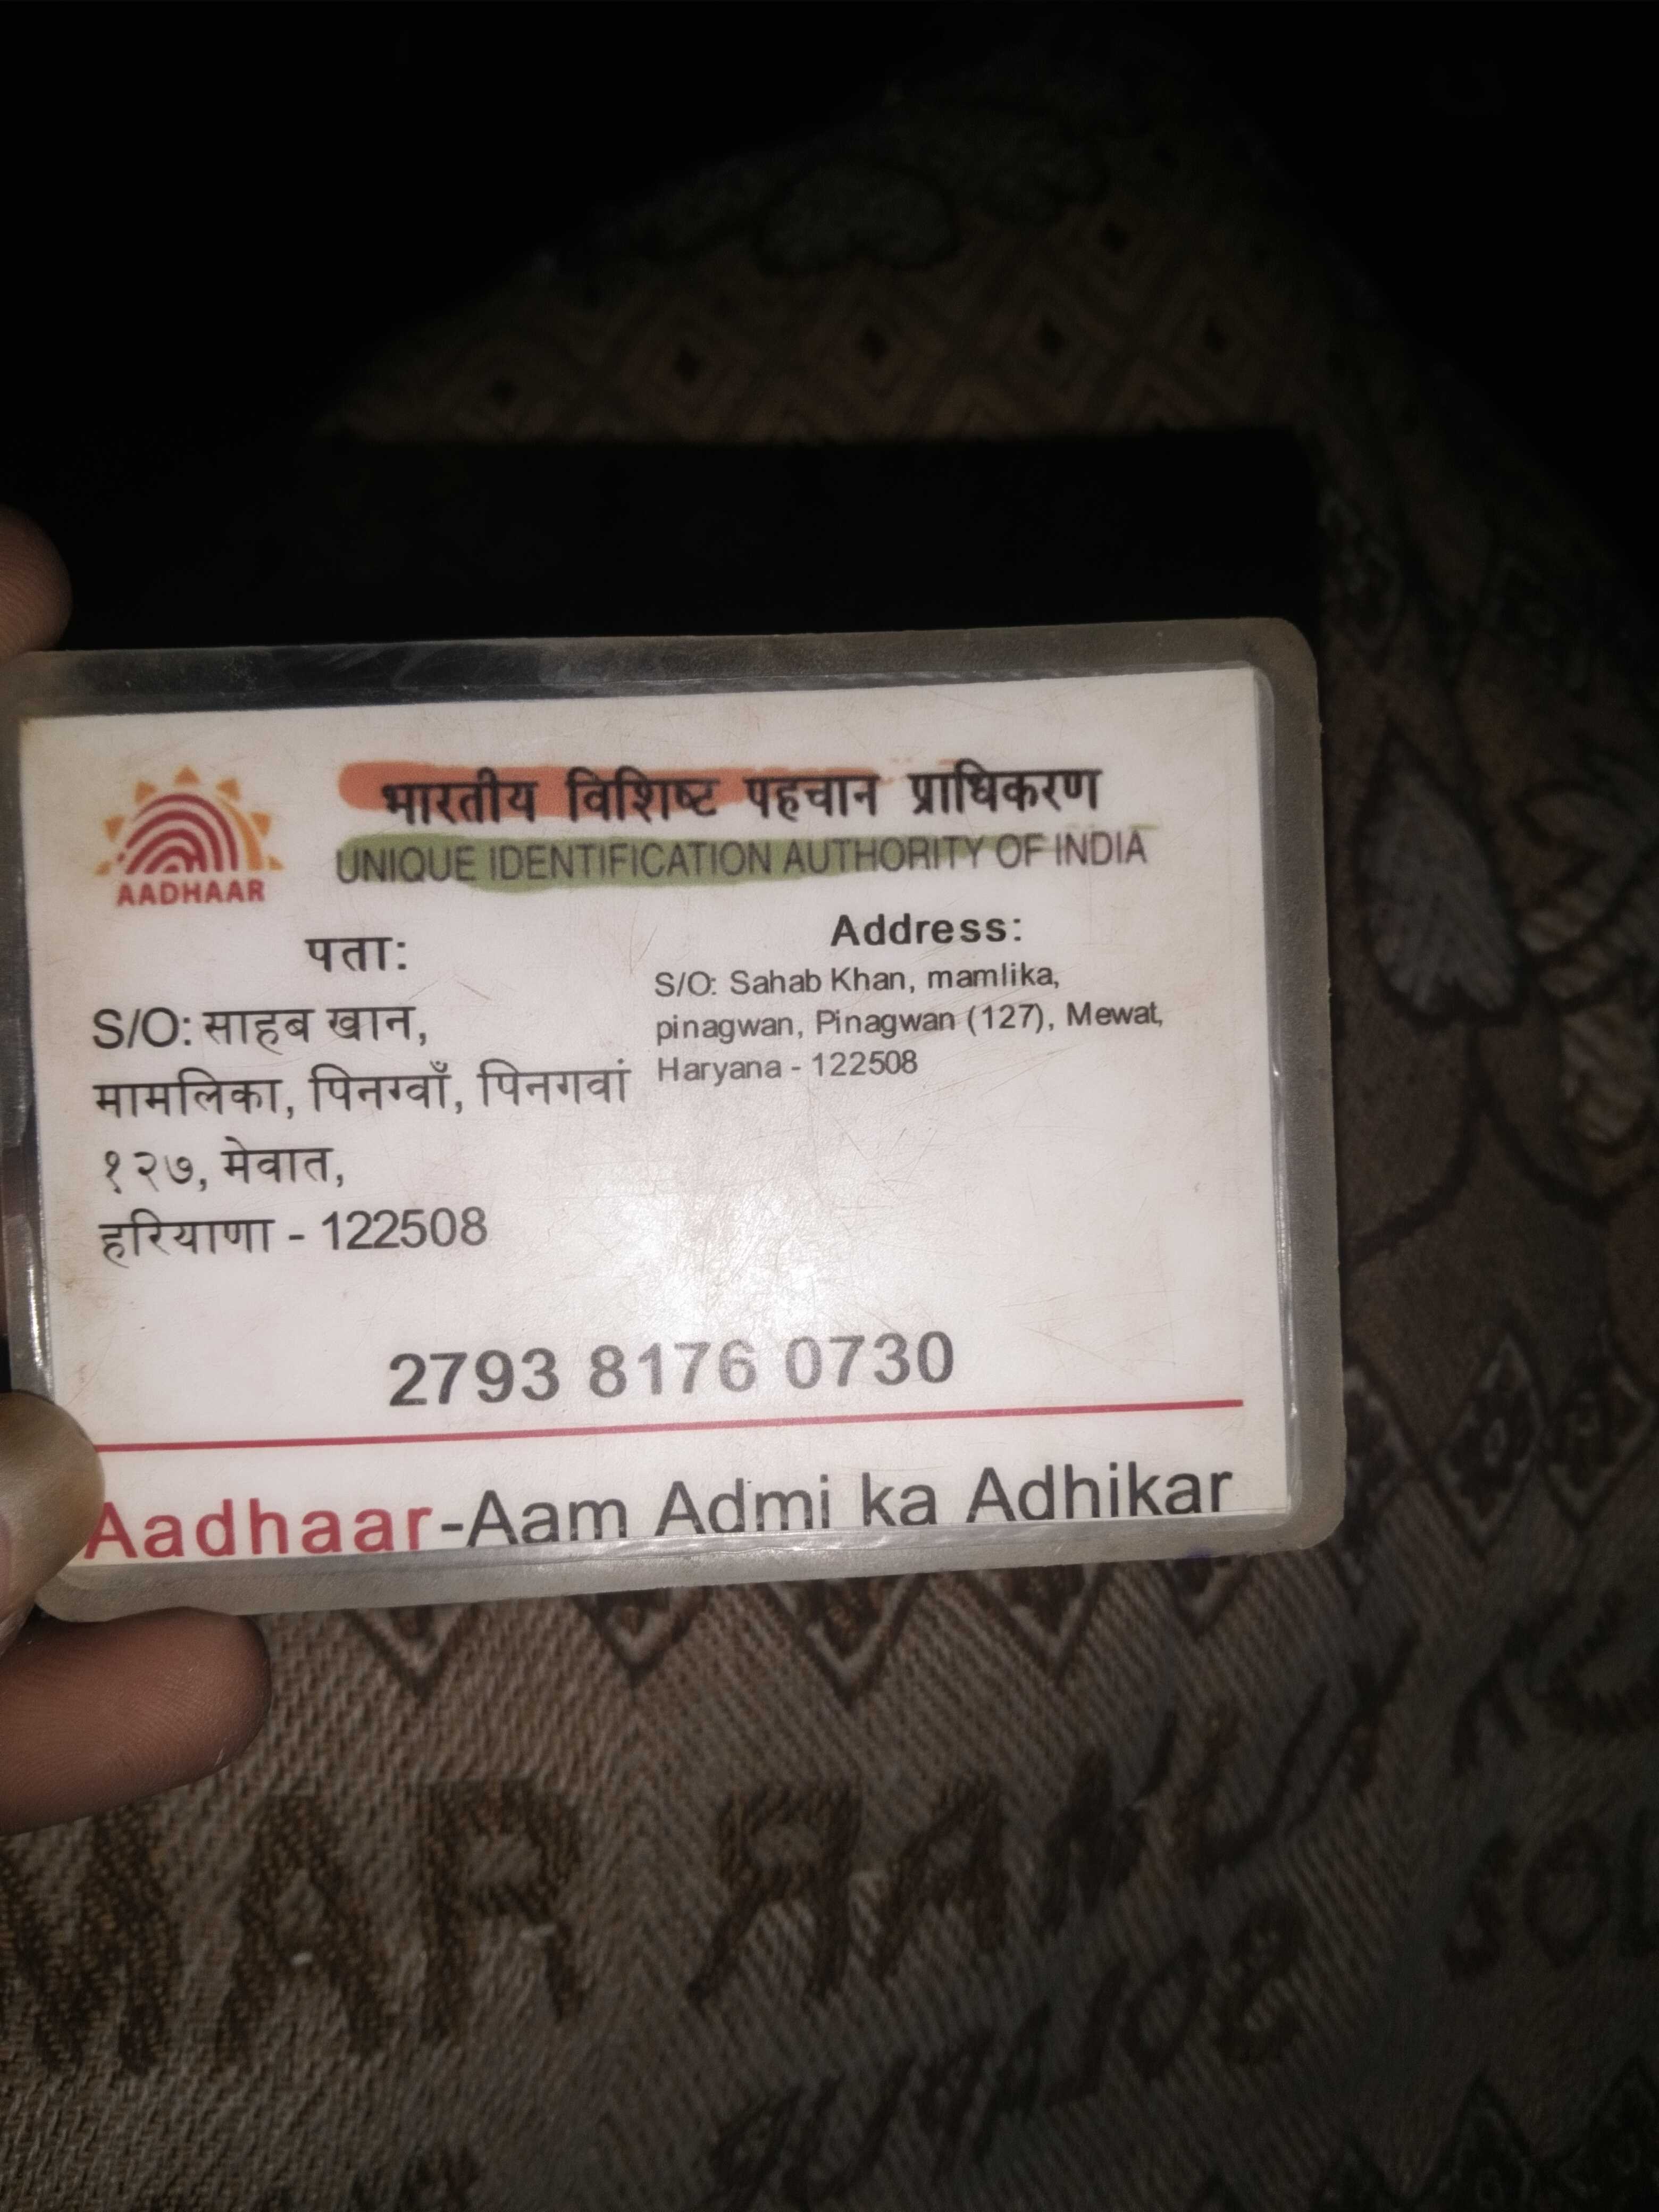 भारतीय विशिष्ट पहचान प्राधिकरण
UNIQUE IDENTIFICATION AUTHORITY OF INDIA
AADHAAR
पता:
S/O: साहब खान,
मामलिका, पिनग्वाँ, पिनगवां
१२७, मेवात,
हरियाणा - 122508
Address:
S/O: Sahab Khan, mamlika,
pinagwan, Pinagwan (127), Mewat,
Haryana - 122508
2793 8176 0730
Aadhaar-Aam Admi ka Adhikar